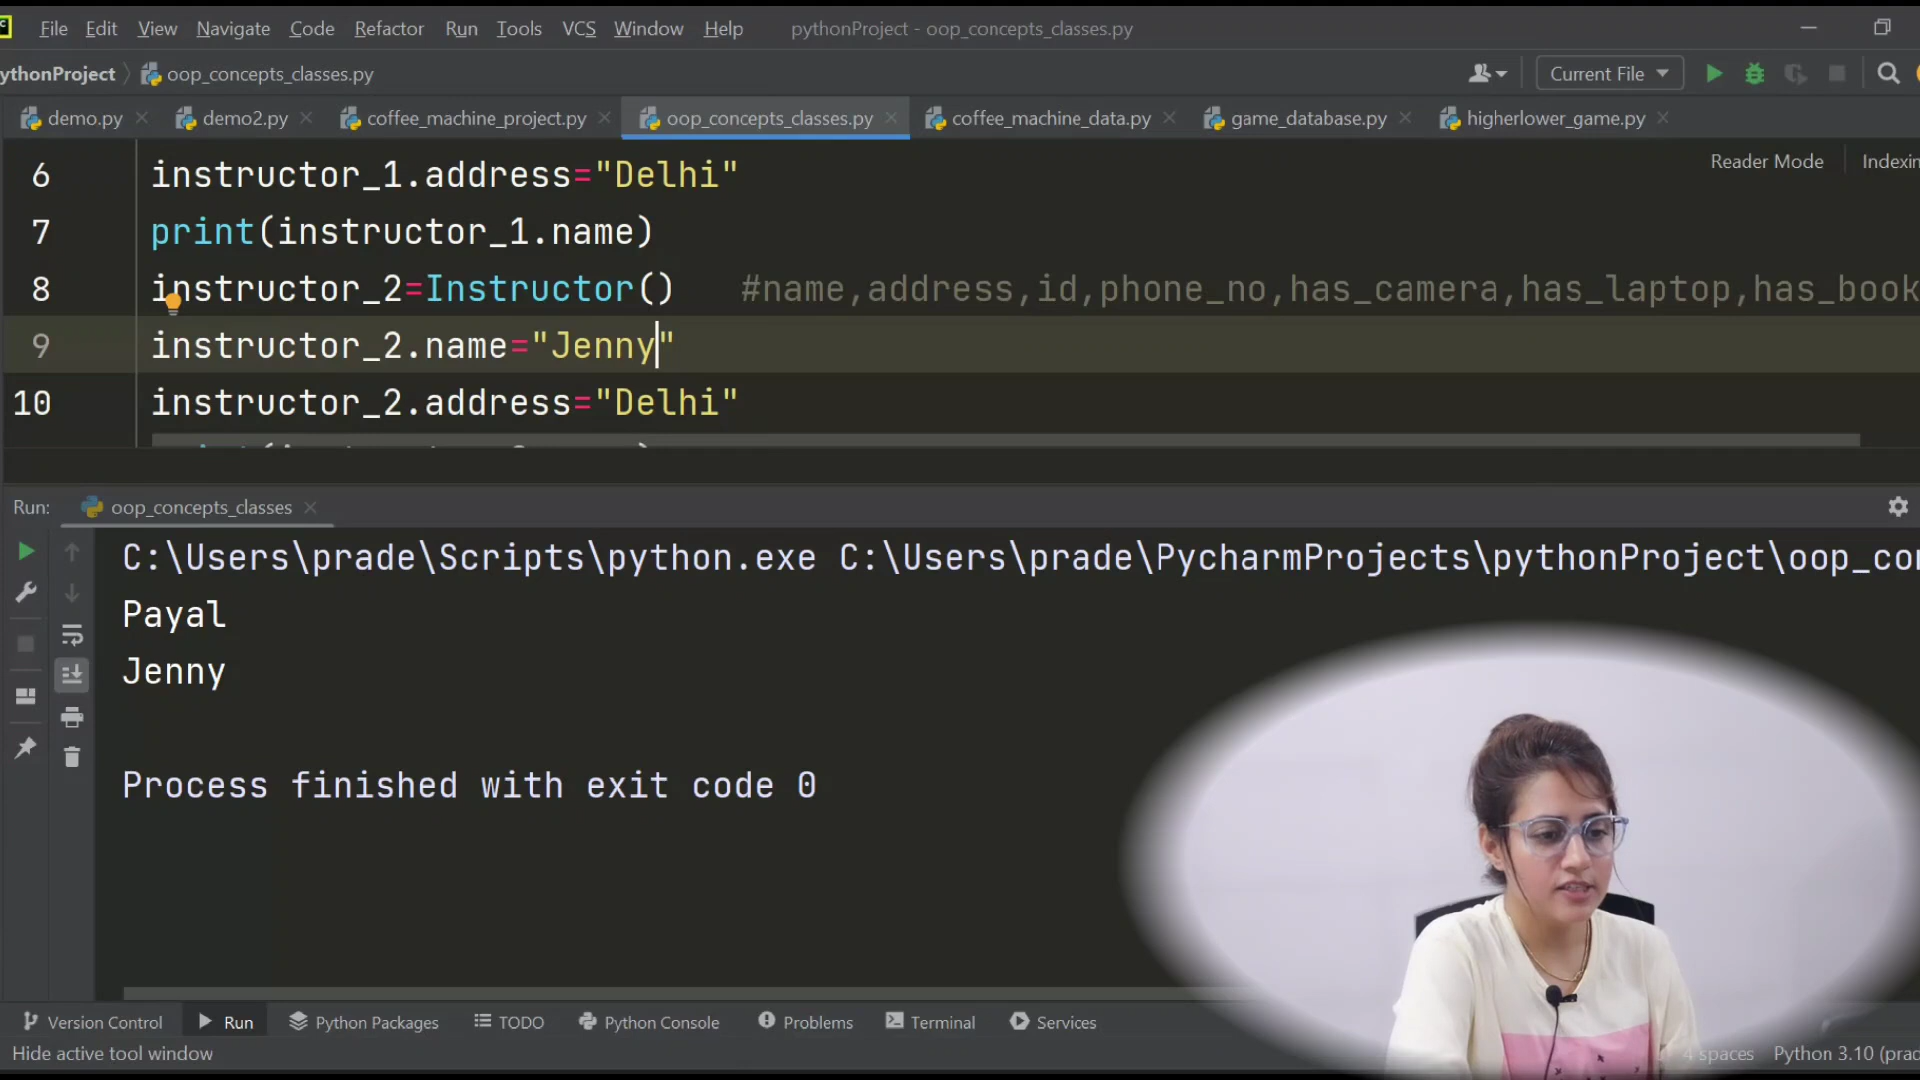 File Edit View Navigate Code Refactor Run Tools VCS Window Help pythonProject - oop_concepts_classes.py
ythonProject oop_concepts_classes.py Current File
demo.py demo2.py coffee_machine_project.py oop_concepts_classes.py coffee_machine_data.py game_database.py higherlower_game.py
Reader Mode Indexin
6 instructor_1.address="Delhi"
7 print(instructor_1.name)
8 instructor_2=Instructor() #name,address,id,phone_no,has_camera,has_laptop,has_book
9 instructor_2.name="Jenny"
10 instructor_2.address="Delhi"
Run: oop_concepts_classes
C:\Users\prade\Scripts\python.exe C:\Users\prade\PycharmProjects\pythonProject\oop_co
Payal
Jenny
Process finished with exit code 0
Version Control Run Python Packages TODO Python Console Problems Terminal Services
Hide active tool window 4 spaces Python 3.10 (prad